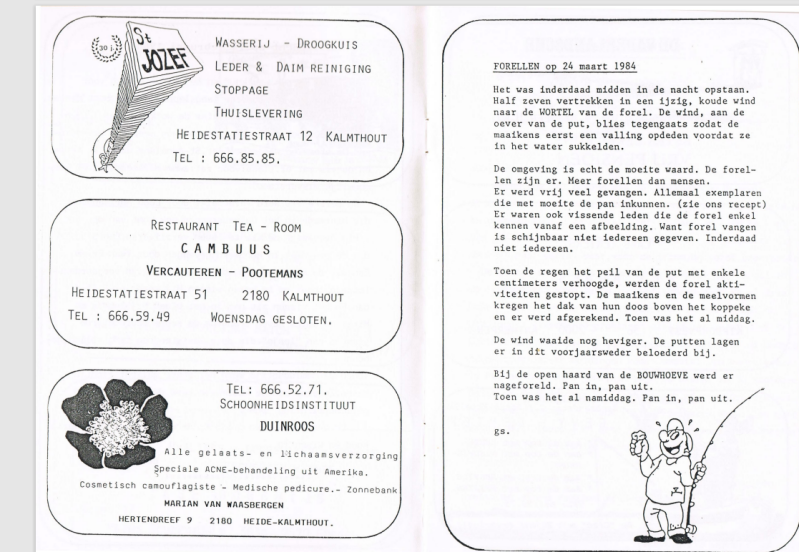 30 j.
St
JOZEF
WASSERIJ - DROOGKUIS
LEDER & DAIM REINIGING
STOPPAGE
THUISLEVERING
HEIDESTATIESTRAAT 12 KALMTHOUT
TEL : 666.85.85.
RESTAURANT TEA - ROOM
CAMBUUS
VERCAUTEREN - POOTEMANS
HEIDESTATIESTRAAT 51 2180 KALMTHOUT
TEL : 666.59.49 WOENSDAG GESLOTEN.
TEL: 666.52.71.
SCHOONHEIDSINSTITUUT
DUINROOS
Alle gelaats- en lichaamsverzorging
Speciale ACNE-behandeling uit Amerika.
Cosmetisch camouflagiste - Medische pedicure.- Zonnebank
MARIAN VAN WAASBERGEN
HERTENDREEF 9 2180 HEIDE-KALMTHOUT.
FORELLEN op 24 maart 1984
Het was inderdaad midden in de nacht opstaan.
Half zeven vertrekken in een ijzig, koude wind
naar de WORTEL van de forel. De wind, aan de
oever van de put, blies tegengaats zodat de
maaikens eerst een valling opdeden voordat ze
in het water sukkelden.
De omgeving is echt de moeite waard. De forel-
len zijn er. Meer forellen dan mensen.
Er werd vrij veel gevangen. Allemaal exemplaren
die met moeite de pan inkunnen. (zie ons recept)
Er waren ook vissende leden die de forel enkel
kennen vanaf een afbeelding. Want forel vangen
is schijnbaar niet iedereen gegeven. Inderdaad
niet iedereen.
Toen de regen het peil van de put met enkele
centimeters verhoogde, werden de forel akti-
viteiten gestopt. De maaikens en de meelvormen
kregen het dak van hun doos boven het koppeke
en er werd afgerekend. Toen was het al middag.
De wind waaide nog heviger. De putten lagen
er in dit voorjaarsweder beloederd bij.
Bij de open haard van de BOUWHOEVE werd er
nageforeld. Pan in, pan uit.
Toen was het al namiddag. Pan in, pan uit.
gs.